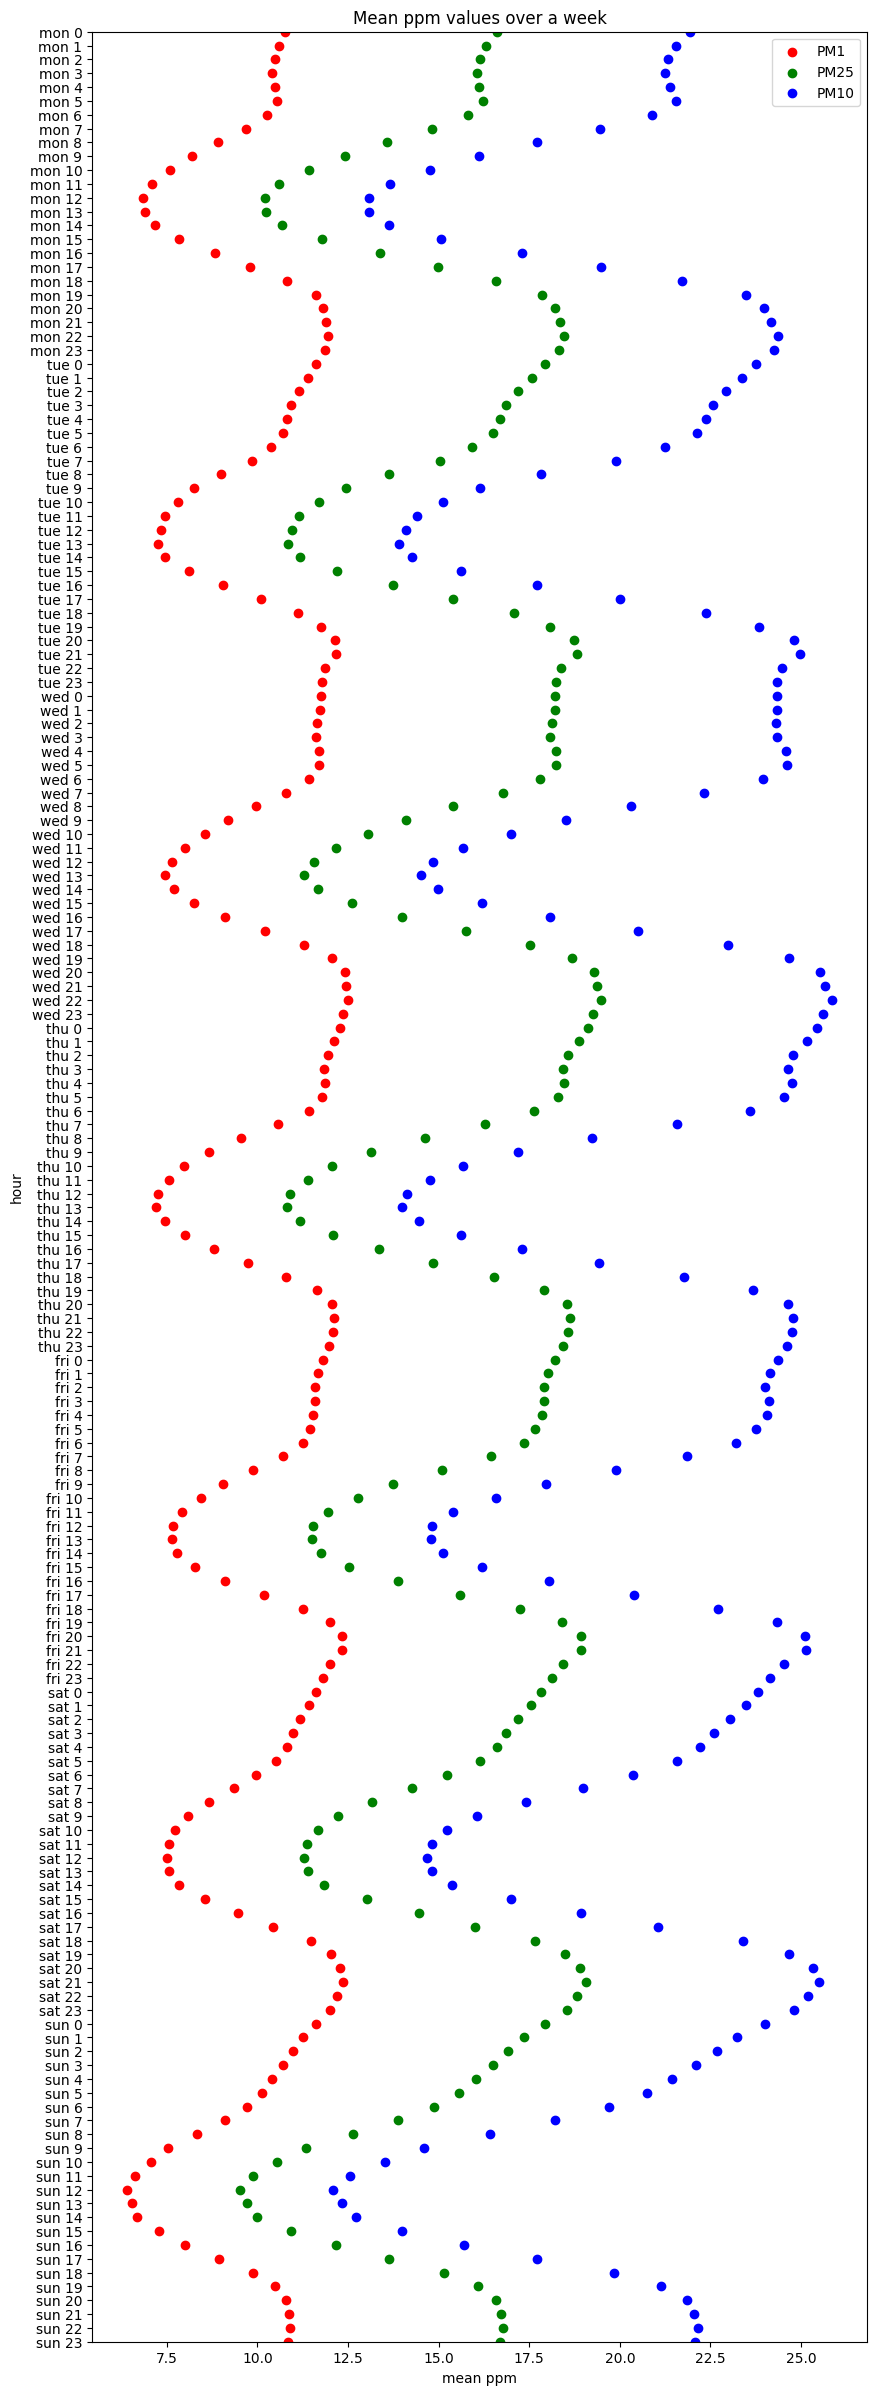 Mean ppm values over a week
PM1
PM25
PM10
mon 0
mon 1
mon 2
mon 3
mon 4
mon 5
mon 6
mon 7
mon 8
mon 9
mon 10
mon 11
mon 12
mon 13
mon 14
mon 15
mon 16
mon 17
mon 18
mon 19
mon 20
mon 21
mon 22
mon 23
tue 0
tue 1
tue 2
tue 3
tue 4
tue 5
tue 6
tue 7
tue 8
tue 9
tue 10
tue 11
tue 12
tue 13
tue 14
tue 15
tue 16
tue 17
tue 18
tue 19
tue 20
tue 21
tue 22
tue 23
wed 0
wed 1
wed 2
wed 3
wed 4
wed 5
wed 6
wed 7
wed 8
wed 9
wed 10
wed 11
wed 12
wed 13
wed 14
wed 15
wed 16
wed 17
wed 18
wed 19
wed 20
wed 21
wed 22
wed 23
thu 0
thu 1
thu 2
thu 3
thu 4
thu 5
thu 6
thu 7
thu 8
thu 9
thu 10
thu 11
thu 12
thu 13
thu 14
thu 15
thu 16
thu 17
thu 18
thu 19
thu 20
thu 21
thu 22
thu 23
fri 0
fri 1
fri 2
fri 3
fri 4
fri 5
fri 6
fri 7
fri 8
fri 9
fri 10
fri 11
fri 12
fri 13
fri 14
fri 15
fri 16
fri 17
fri 18
fri 19
fri 20
fri 21
fri 22
fri 23
sat 0
sat 1
sat 2
sat 3
sat 4
sat 5
sat 6
sat 7
sat 8
sat 9
sat 10
sat 11
sat 12
sat 13
sat 14
sat 15
sat 16
sat 17
sat 18
sat 19
sat 20
sat 21
sat 22
sat 23
sun 0
sun 1
sun 2
sun 3
sun 4
sun 5
sun 6
sun 7
sun 8
sun 9
sun 10
sun 11
sun 12
sun 13
sun 14
sun 15
sun 16
sun 17
sun 18
sun 19
sun 20
sun 21
sun 22
sun 23
hour
7.5 10.0 12.5 15.0 17.5 20.0 22.5 25.0
mean ppm